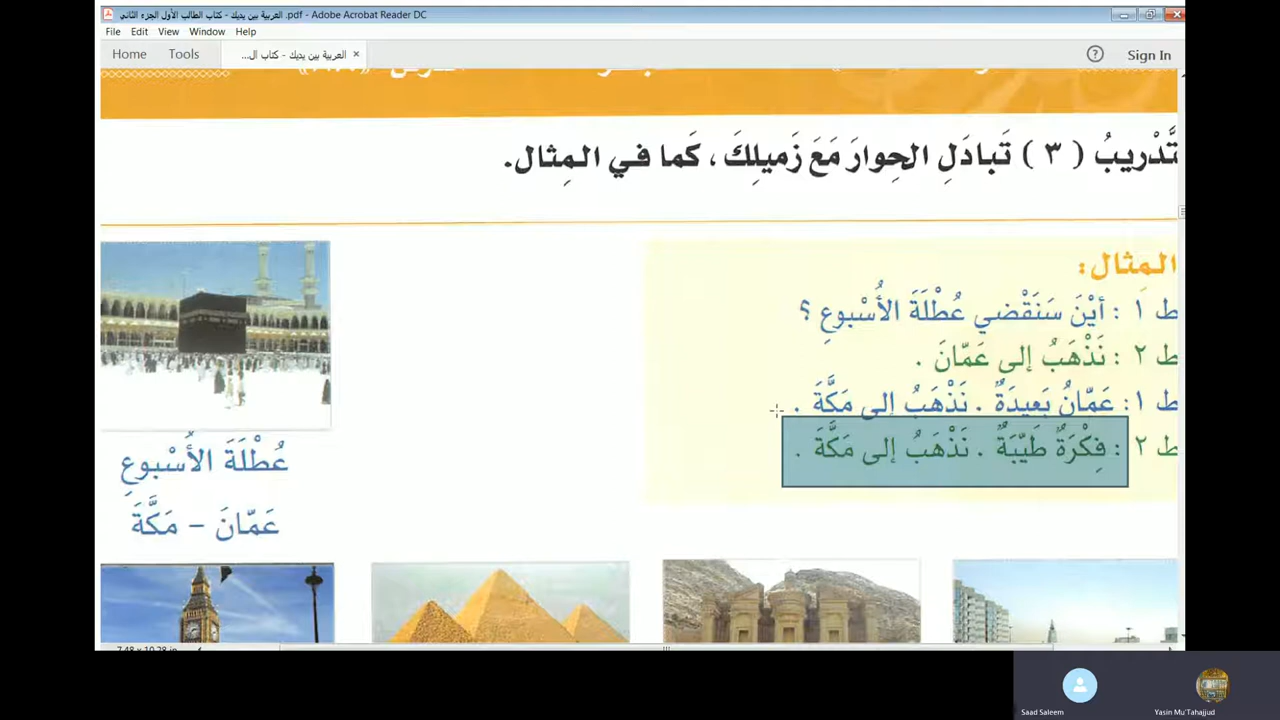 العربية بين يديك - كتاب الطالب الأول الجزء الثاني .pdf - Adobe Acrobat Reader DC
File Edit View Window Help
Home Tools العربية بين يديك - كتاب ال... × ? Sign In
تَّدْريبُ ( ٣ ) تَبادَلِ الحِوارَ مَعَ زَميلِكَ ، كَما في المِثال.
المِثال:
ط ١ : أَيْنَ سَنَقْضي عُطْلَةَ الأُسْبوعِ ؟
ط ٢ : نَذْهَبُ إلى عَمّانَ .
ط ١ : عَمّانُ بَعيدَةٌ . نَذْهَبُ إلى مَكَّةَ .
ط ٢ : فِكْرَةٌ طَيِّبَةٌ . نَذْهَبُ إلى مَكَّةَ .
عُطْلَةَ الأُسْبوعِ
عَمّانَ – مَكَّةَ
Saad Saleem
Yasin Mu'Tahajjud